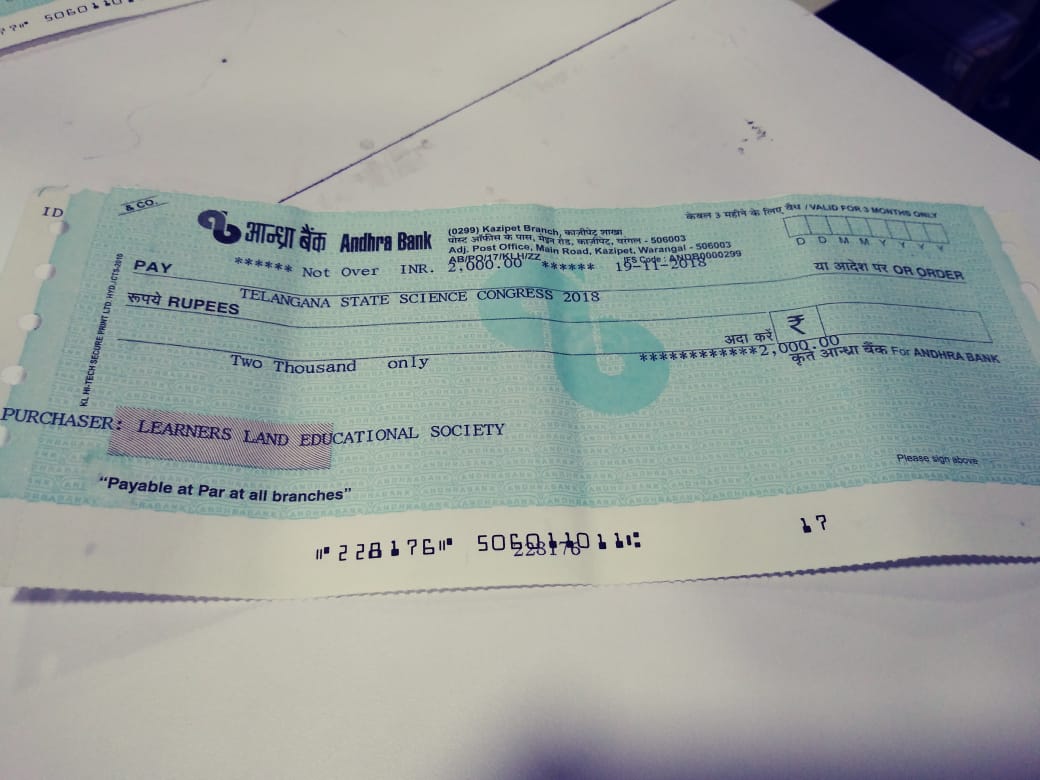 5060110
ID
& CO.
केवल 3 महीने के लिए वैध / VALID FOR 3 MONTHS ONLY
आन्ध्रा बैंक Andhra Bank
(0299) Kazipet Branch, काज़ीपेट शाखा
पोस्ट ऑफीस के पास, मेइन रोड, काज़ीपेट, वरंगल - 506003
Adj. Post Office, Main Road, Kazipet, Warangal - 506003
AB/PO/17/KLH/ZZ IFS Code : ANDB0000299
D D M M Y Y Y Y
****** Not Over INR. 2,000.00 ****** 19-11-2018
PAY
या आदेश पर OR ORDER
TELANGANA STATE SCIENCE CONGRESS 2018
रूपये RUPEES
अदा करें ₹
Two Thousand only
************2,000.00
कृते आन्ध्रा बैंक For ANDHRA BANK
KL HI-TECH SECURE PRINT LTD. HYD./CTS-2010
PURCHASER: LEARNERS LAND EDUCATIONAL SOCIETY
Please sign above
"Payable at Par at all branches"
⑈228176⑈ 506011011⑆ 17
228176